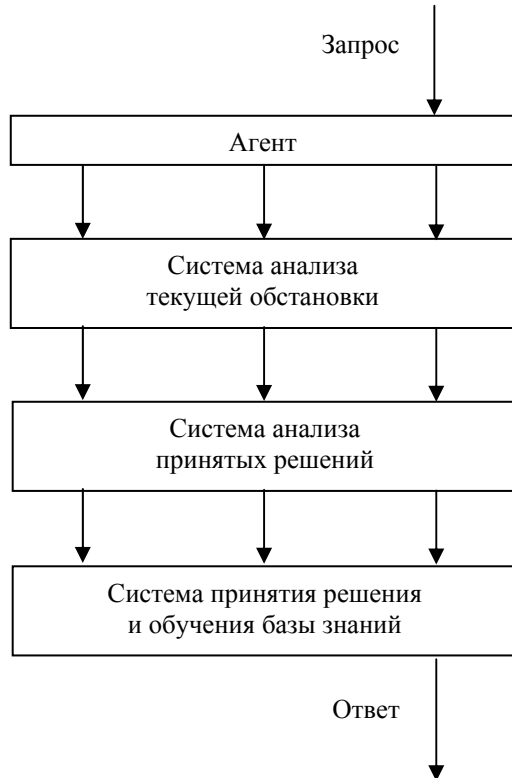 Запрос
Агент
Система анализа
текущей обстановки
Система анализа
принятых решений
Система принятия решения
и обучения базы знаний
Ответ